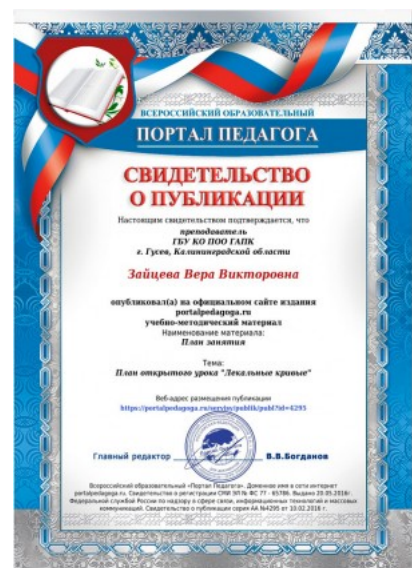 ВСЕРОССИЙСКИЙ ОБРАЗОВАТЕЛЬНЫЙ
ПОРТАЛ ПЕДАГОГА
СВИДЕТЕЛЬСТВО
О ПУБЛИКАЦИИ
Настоящим свидетельством подтверждается, что
преподаватель
ГБУ КО ПОО ГАПК
г. Гусев, Калининградской области
Зайцева Вера Викторовна
опубликовал(а) на официальном сайте издания
portalpedagoga.ru
учебно-методический материал
Наименование материала:
План занятия
Тема:
План открытого урока "Лекальные кривые"
Веб-адрес размещения публикации
https://portalpedagoga.ru/servisy/publik/publ?id=4295
Главный редактор
В.В.Богданов
Всероссийский образовательный «Портал Педагога». Доменное имя в сети интернет
portalpedagoga.ru. Свидетельство о регистрации СМИ ЭЛ № ФС 77 - 65786. Выдано 20.05.2016г.
Федеральной службой России по надзору в сфере связи, информационных технологий и массовых
коммуникаций. Свидетельство о публикации серия АА №4295 от 10.02.2018 г.